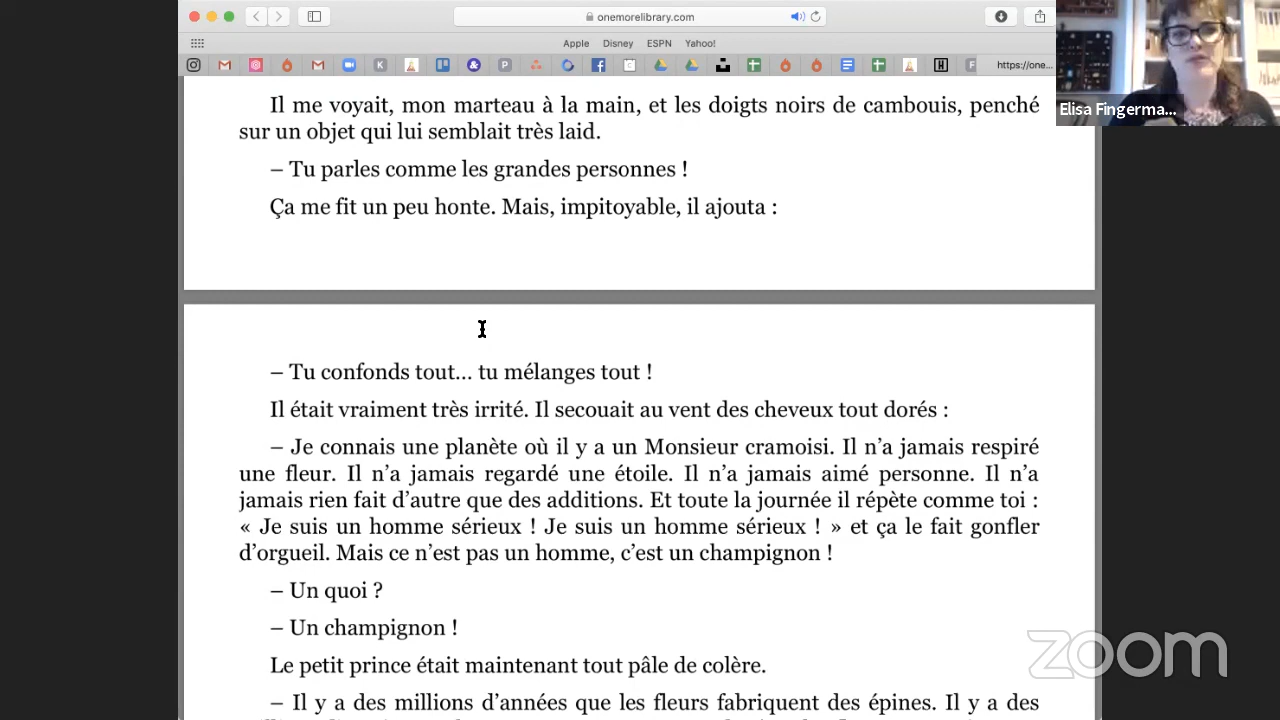 onemorelibrary.com
Apple Disney ESPN Yahoo!
https://one...
Elisa Fingerma...
Il me voyait, mon marteau à la main, et les doigts noirs de cambouis, penché
sur un objet qui lui semblait très laid.
– Tu parles comme les grandes personnes !
Ça me fit un peu honte. Mais, impitoyable, il ajouta :
– Tu confonds tout... tu mélanges tout !
Il était vraiment très irrité. Il secouait au vent des cheveux tout dorés :
– Je connais une planète où il y a un Monsieur cramoisi. Il n’a jamais respiré
une fleur. Il n’a jamais regardé une étoile. Il n’a jamais aimé personne. Il n’a
jamais rien fait d’autre que des additions. Et toute la journée il répète comme toi :
« Je suis un homme sérieux ! Je suis un homme sérieux ! » et ça le fait gonfler
d’orgueil. Mais ce n’est pas un homme, c’est un champignon !
– Un quoi ?
– Un champignon !
Le petit prince était maintenant tout pâle de colère.
– Il y a des millions d’années que les fleurs fabriquent des épines. Il y a des
zoom